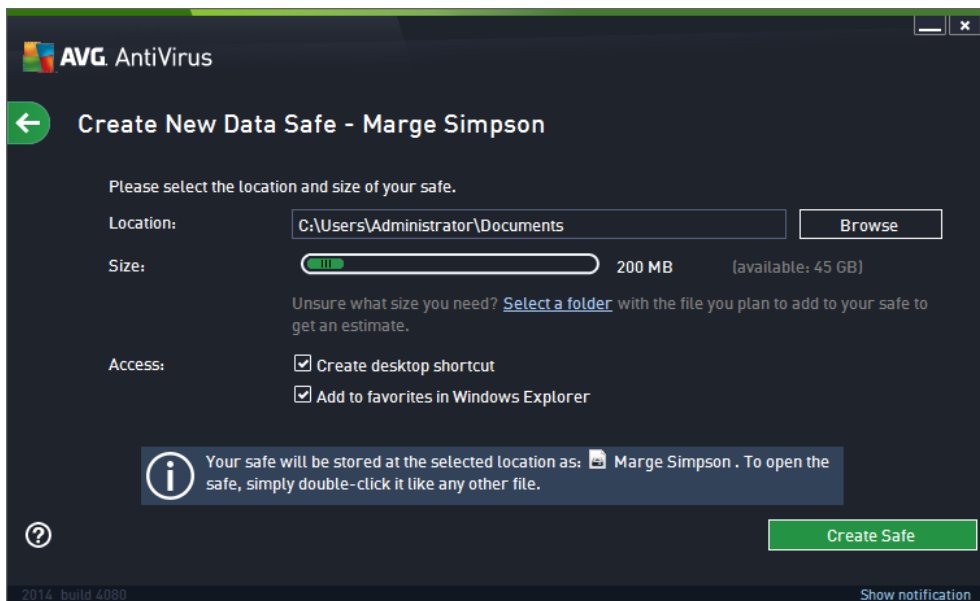 AVG. AntiVirus
Create New Data Safe - Marge Simpson
Please select the location and size of your safe.
Location:
C:\Users\Administrator\Documents
Browse
Size:
200 MB
(available: 45 GB)
Unsure what size you need? Select a folder with the file you plan to add to your safe to
get an estimate.
Access:
Create desktop shortcut
Add to favorites in Windows Explorer
Your safe will be stored at the selected location as: Marge Simpson . To open the
safe, simply double-click it like any other file.
Create Safe
2014 build 4080
Show notification